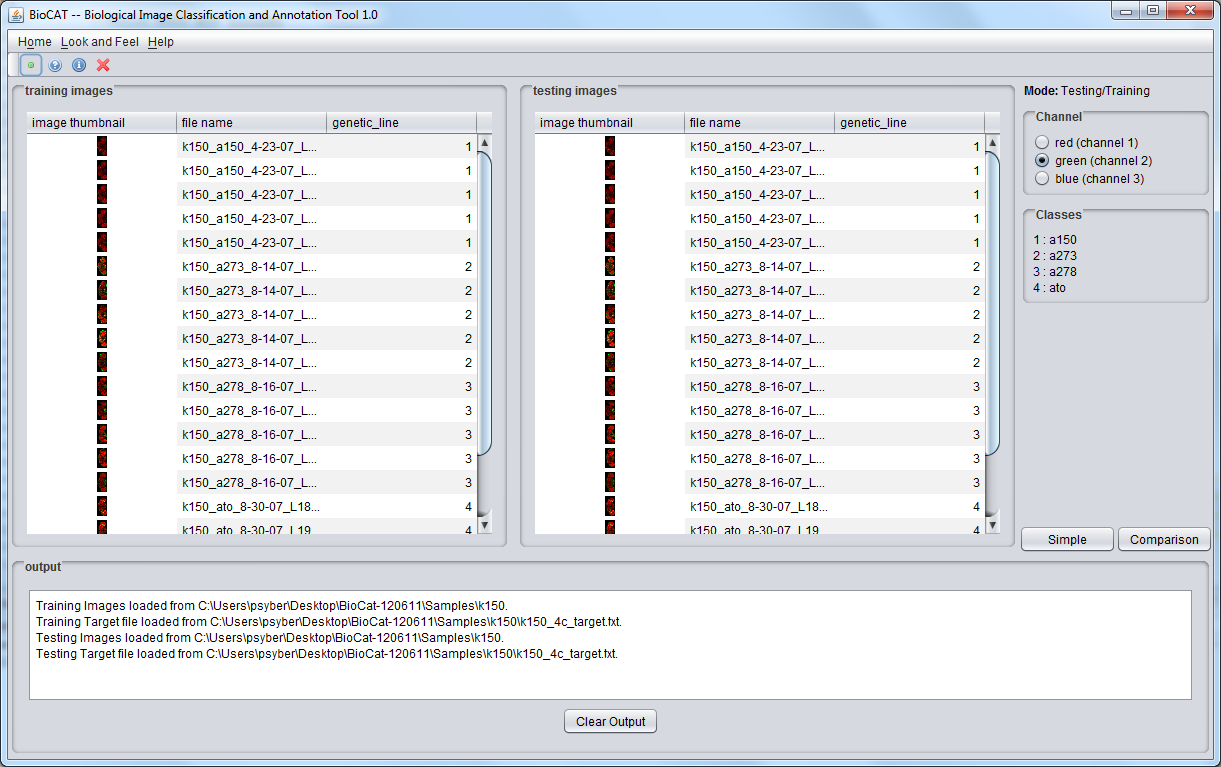 BioCAT -- Biological Image Classification and Annotation Tool 1.0
Home Look and Feel Help
training images
image thumbnail file name genetic_line
k150_a150_4-23-07_L... 1
k150_a150_4-23-07_L... 1
k150_a150_4-23-07_L... 1
k150_a150_4-23-07_L... 1
k150_a150_4-23-07_L... 1
k150_a273_8-14-07_L... 2
k150_a273_8-14-07_L... 2
k150_a273_8-14-07_L... 2
k150_a273_8-14-07_L... 2
k150_a273_8-14-07_L... 2
k150_a278_8-16-07_L... 3
k150_a278_8-16-07_L... 3
k150_a278_8-16-07_L... 3
k150_a278_8-16-07_L... 3
k150_a278_8-16-07_L... 3
k150_ato_8-30-07_L18... 4
k150_ato_8-30-07_L19 4
testing images
image thumbnail file name genetic_line
k150_a150_4-23-07_L... 1
k150_a150_4-23-07_L... 1
k150_a150_4-23-07_L... 1
k150_a150_4-23-07_L... 1
k150_a150_4-23-07_L... 1
k150_a273_8-14-07_L... 2
k150_a273_8-14-07_L... 2
k150_a273_8-14-07_L... 2
k150_a273_8-14-07_L... 2
k150_a273_8-14-07_L... 2
k150_a278_8-16-07_L... 3
k150_a278_8-16-07_L... 3
k150_a278_8-16-07_L... 3
k150_a278_8-16-07_L... 3
k150_a278_8-16-07_L... 3
k150_ato_8-30-07_L18... 4
k150_ato_8-30-07_L19 4
Mode: Testing/Training
Channel
red (channel 1)
green (channel 2)
blue (channel 3)
Classes
1 : a150
2 : a273
3 : a278
4 : ato
Simple Comparison
output
Training Images loaded from C:\Users\psyber\Desktop\BioCat-120611\Samples\k150.
Training Target file loaded from C:\Users\psyber\Desktop\BioCat-120611\Samples\k150\k150_4c_target.txt.
Testing Images loaded from C:\Users\psyber\Desktop\BioCat-120611\Samples\k150.
Testing Target file loaded from C:\Users\psyber\Desktop\BioCat-120611\Samples\k150\k150_4c_target.txt.
Clear Output